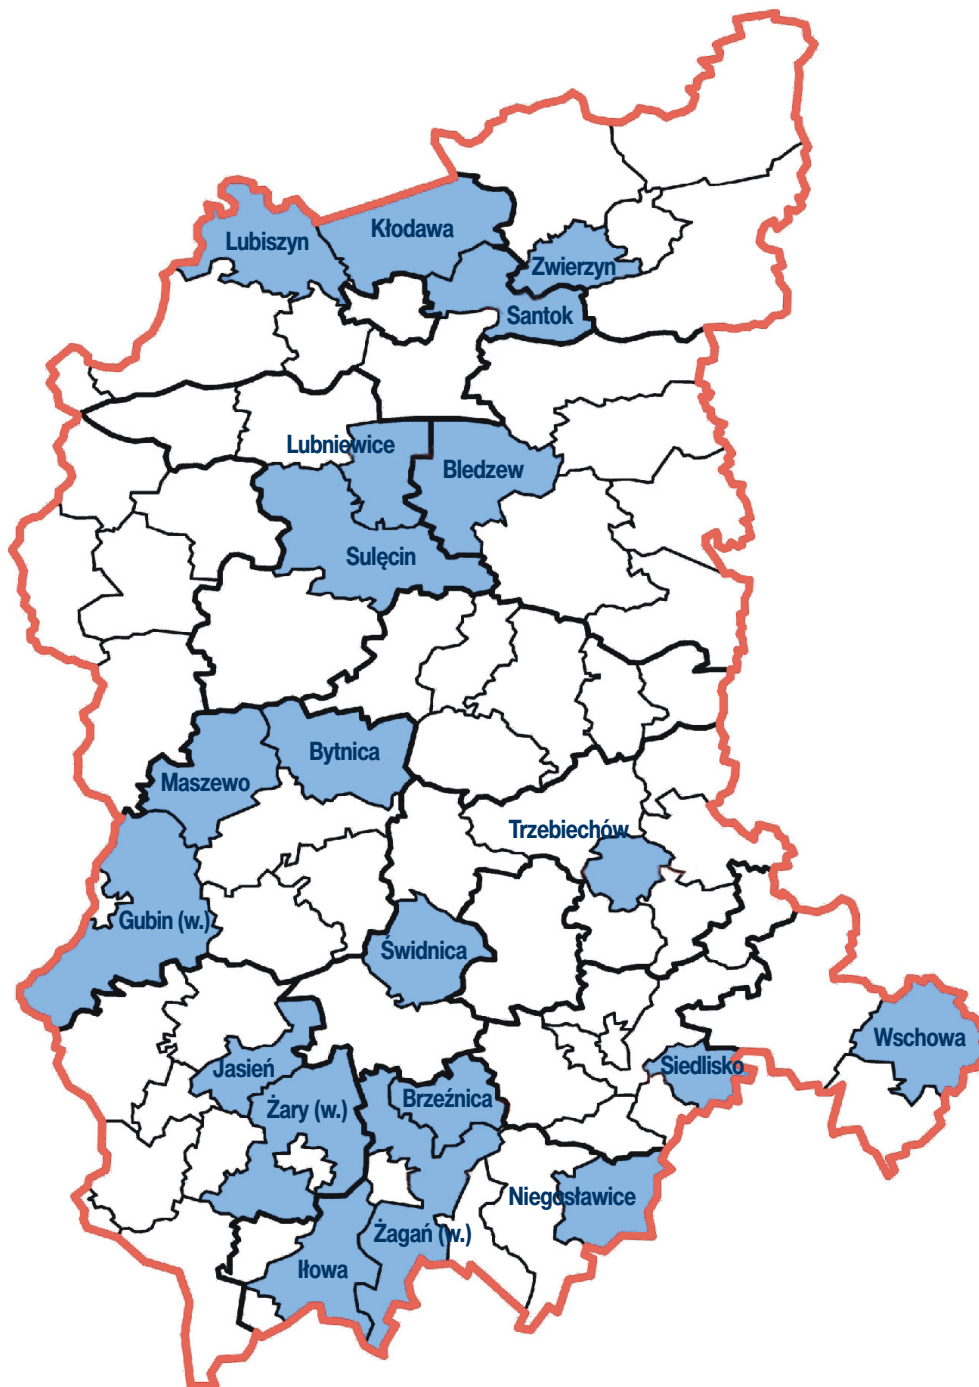 Kłodawa
Lubiszyn
Zwierzyn
Santok
Lubniewice
Bledzew
Sulęcin
Bytnica
Maszewo
Trzebiechów
Gubin (w.)
Świdnica
Wschowa
Jasień
Siedlisko
Brzeźnica
Żary (w.)
Niegosławice
Żagań (w.)
Iłowa